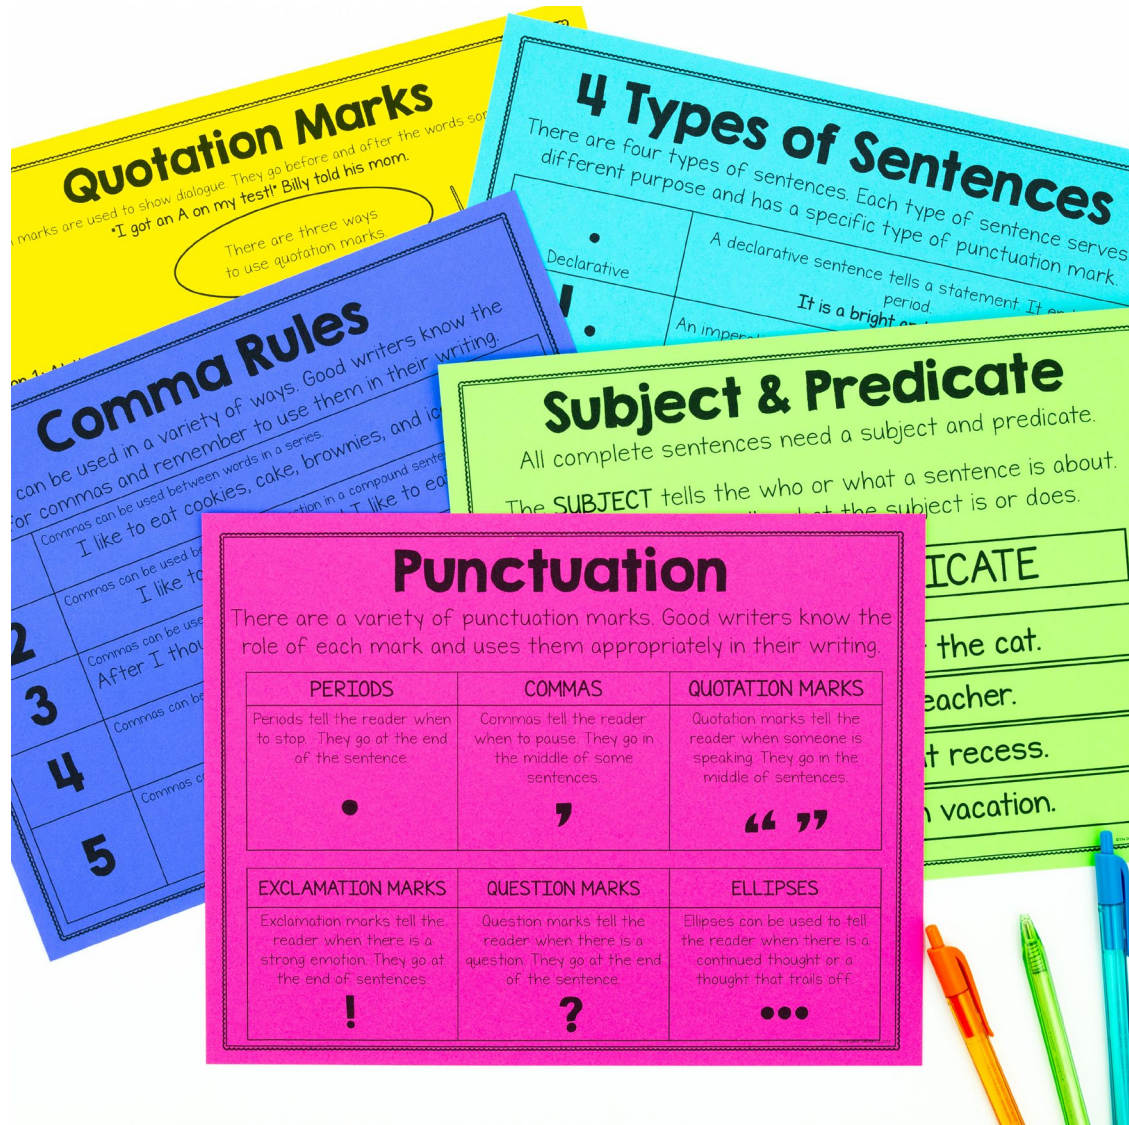 Quotation Marks
marks are used to show dialogue. They go before and after the words
"I got an A on my test!" Billy told his mom.
There are three ways
to use quotation marks.
4 Types of Sentences
There are four types of sentences. Each type of sentence serves
different purpose and has a specific type of punctuation mark.
Declarative
A declarative sentence tells a statement. It
period.
It is a bright
!
.
An
Comma Rules
can be used in a variety of ways. Good writers know the
for commas and remember to use them in their writing.
Commas can be used between words in a series.
I like to eat cookies, cake, brownies, and
in a compound
I like to
Commas can be used
I like to
2
Commas can be
After I
3
Commas can
4
Commas
5
Subject & Predicate
All complete sentences need a subject and predicate.
The SUBJECT tells the who or what a sentence is about.
the subject is or does.
ICATE
the cat.
eacher.
t recess.
vacation.
Punctuation
There are a variety of punctuation marks. Good writers know the
role of each mark and uses them appropriately in their writing.
PERIODS
Periods tell the reader when
to stop. They go at the end
of the sentence.
.
COMMAS
Commas tell the reader
when to pause. They go in
the middle of some
sentences.
,
QUOTATION MARKS
Quotation marks tell the
reader when someone is
speaking. They go in the
middle of sentences.
“ ”
EXCLAMATION MARKS
Exclamation marks tell the
reader when there is a
strong emotion. They go at
the end of sentences.
!
QUESTION MARKS
Question marks tell the
reader when there is a
question. They go at the end
of the sentence.
?
ELLIPSES
Ellipses can be used to tell
the reader when there is a
continued thought or a
thought that trails off.
...